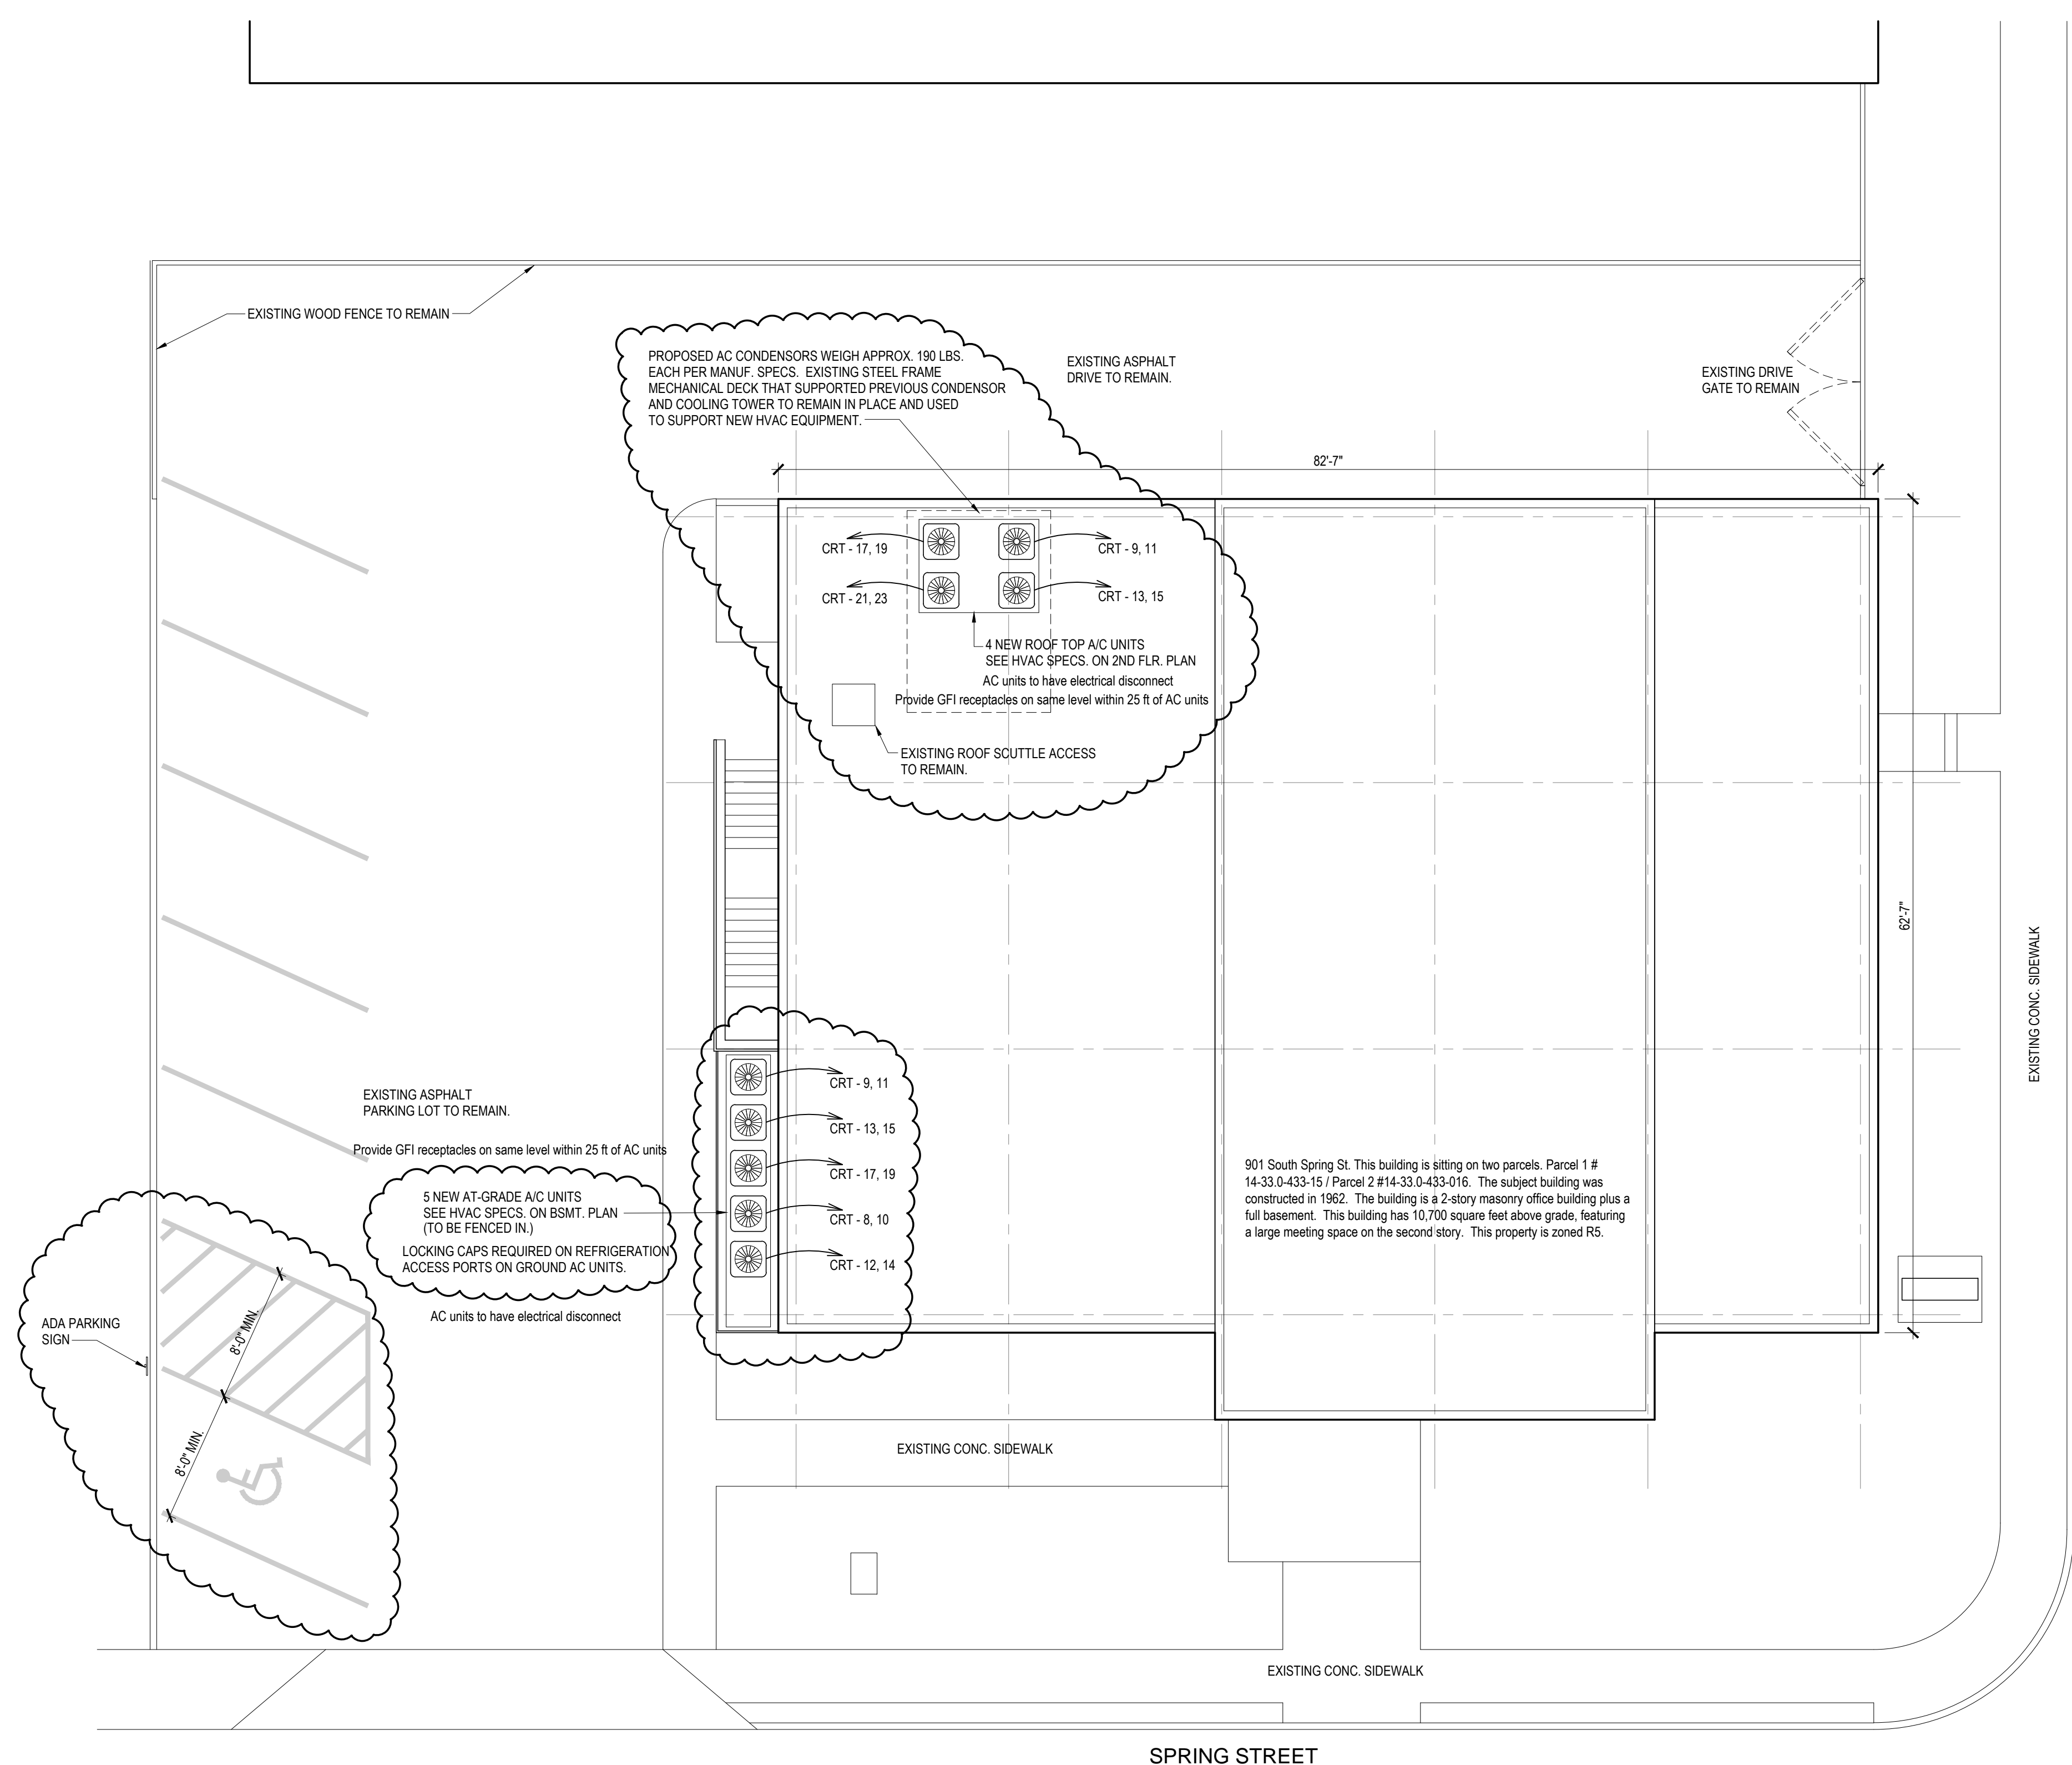 EXISTING WOOD FENCE TO REMAIN
PROPOSED AC CONDENSORS WEIGH APPROX. 190 LBS.
EACH PER MANUF. SPECS. EXISTING STEEL FRAME
MECHANICAL DECK THAT SUPPORTED PREVIOUS CONDENSOR
AND COOLING TOWER TO REMAIN IN PLACE AND USED
TO SUPPORT NEW HVAC EQUIPMENT.
EXISTING ASPHALT
DRIVE TO REMAIN.
EXISTING DRIVE
GATE TO REMAIN
82'-7"
CRT - 17, 19
CRT - 9, 11
CRT - 21, 23
CRT - 13, 15
4 NEW ROOF TOP A/C UNITS
SEE HVAC SPECS. ON 2ND FLR. PLAN
AC units to have electrical disconnect
Provide GFI receptacles on same level within 25 ft of AC units
EXISTING ROOF SCUTTLE ACCESS
TO REMAIN.
62'-7"
EXISTING CONC. SIDEWALK
CRT - 9, 11
CRT - 13, 15
CRT - 17, 19
CRT - 8, 10
CRT - 12, 14
EXISTING ASPHALT
PARKING LOT TO REMAIN.
Provide GFI receptacles on same level within 25 ft of AC units
5 NEW AT-GRADE A/C UNITS
SEE HVAC SPECS. ON BSMT. PLAN
(TO BE FENCED IN.)
LOCKING CAPS REQUIRED ON REFRIGERATION
ACCESS PORTS ON GROUND AC UNITS.
AC units to have electrical disconnect
901 South Spring St. This building is sitting on two parcels. Parcel 1 #
14-33.0-433-15 / Parcel 2 #14-33.0-433-016. The subject building was
constructed in 1962. The building is a 2-story masonry office building plus a
full basement. This building has 10,700 square feet above grade, featuring
a large meeting space on the second story. This property is zoned R5.
ADA PARKING
SIGN
8'-0" MIN.
8'-0" MIN.
EXISTING CONC. SIDEWALK
EXISTING CONC. SIDEWALK
SPRING STREET